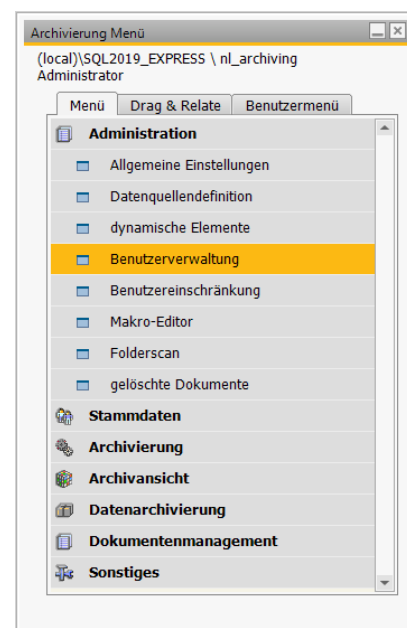 Archivierung Menü
(local)\SQL2019_EXPRESS \ nl_archiving
Administrator
Menü Drag & Relate Benutzermenü
Administration
Allgemeine Einstellungen
Datenquellendefinition
dynamische Elemente
Benutzerverwaltung
Benutzereinschränkung
Makro-Editor
Folderscan
gelöschte Dokumente
Stammdaten
Archivierung
Archivansicht
Datenarchivierung
Dokumentenmanagement
Sonstiges